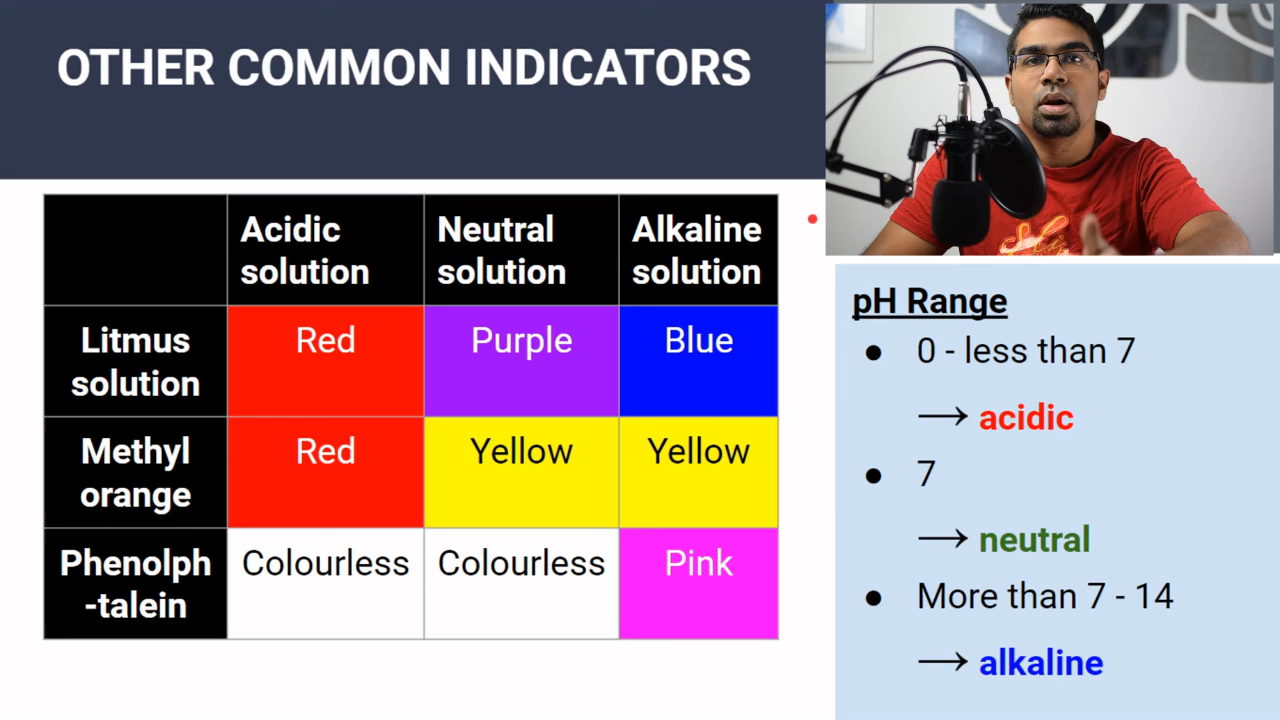 OTHER COMMON INDICATORS
Acidic
solution
Neutral
solution
Alkaline
solution
Litmus
solution
Red
Purple
Blue
Methyl
orange
Red
Yellow
Yellow
Phenolph
-talein
Colourless
Colourless
Pink
pH Range
● 0 - less than 7
→ acidic
● 7
→ neutral
● More than 7 - 14
→ alkaline